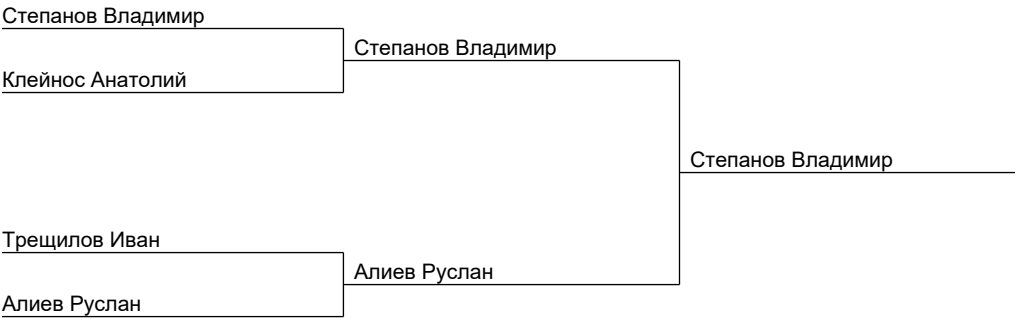 Степанов Владимир
Степанов Владимир
Клейнос Анатолий
Степанов Владимир
Трещилов Иван
Алиев Руслан
Алиев Руслан